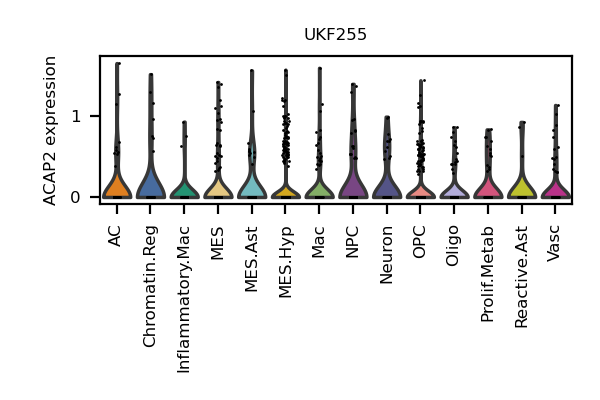 UKF255
ACAP2 expression
1
0
AC
Chromatin.Reg
Inflammatory.Mac
MES
MES.Ast
MES.Hyp
Mac
NPC
Neuron
OPC
Oligo
Prolif.Metab
Reactive.Ast
Vasc